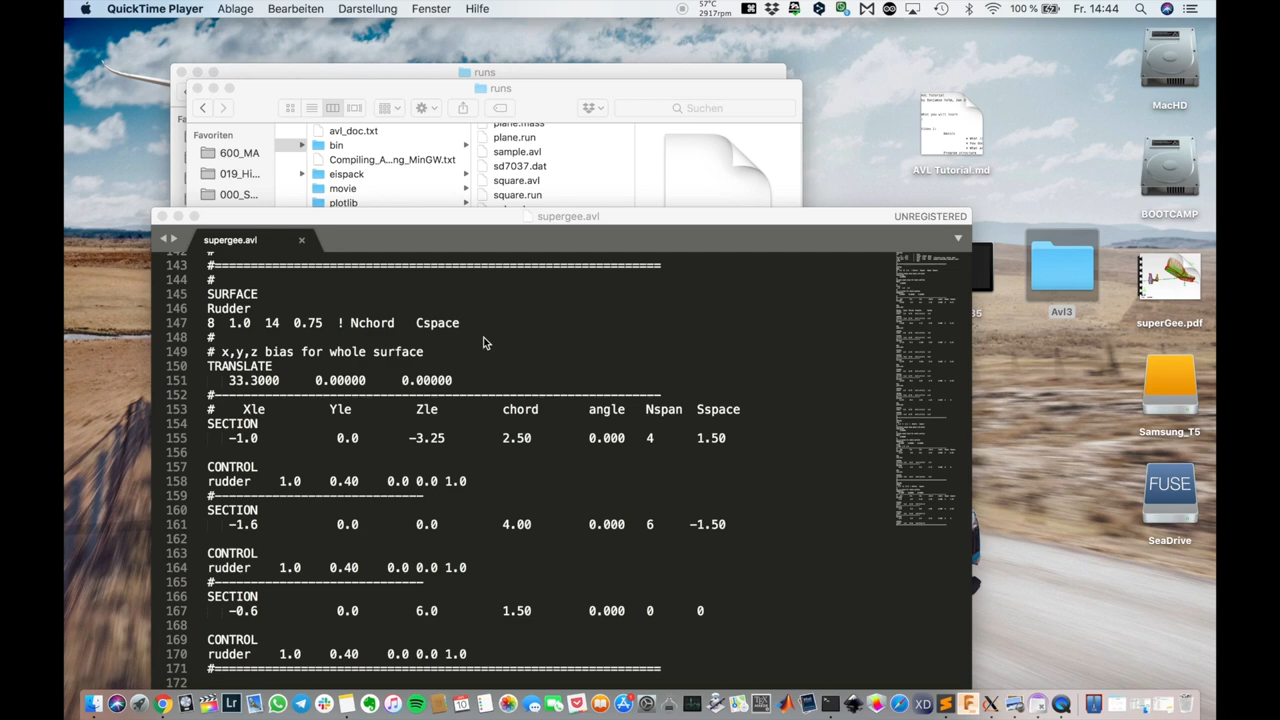 QuickTime Player Ablage Bearbeiten Darstellung Fenster Hilfe 57°C 2917rpm 100 % Fr. 14:44
runs
runs
Suchen
Favoriten
600_MA
019_Hi...
000_S...
avl_doc.txt
bin
Compiling_A...ng_MinGW.txt
eispack
movie
plotlib
plane.mass
plane.run
sample.avl
sd7037.dat
square.avl
square.run
AVL Tutorial.md
MachD
BOOTCAMP
Avl3
superGee.pdf
Samsung_T5
FUSE
SeaDrive
supergee.avl
UNREGISTERED
supergee.avl
142 #
143 #==============================================================
144 #
145 SURFACE
146 Rudder
147 8 1.0 14 0.75 ! Nchord Cspace
148 #
149 # x,y,z bias for whole surface
150 TRANSLATE
151 33.3000 0.00000 0.00000
152 #--------------------------------------------------------------
153 # Xle Yle Zle chord angle Nspan Sspace
154 SECTION
155 -1.0 0.0 -3.25 2.50 0.000 4 1.50
156
157 CONTROL
158 rudder 1.0 0.40 0.0 0.0 1.0
159 #-----------------------------
160 SECTION
161 -1.6 0.0 0.0 4.00 0.000 6 -1.50
162
163 CONTROL
164 rudder 1.0 0.40 0.0 0.0 1.0
165 #-----------------------------
166 SECTION
167 -0.6 0.0 6.0 1.50 0.000 0 0
168
169 CONTROL
170 rudder 1.0 0.40 0.0 0.0 1.0
171 #==============================================================
172